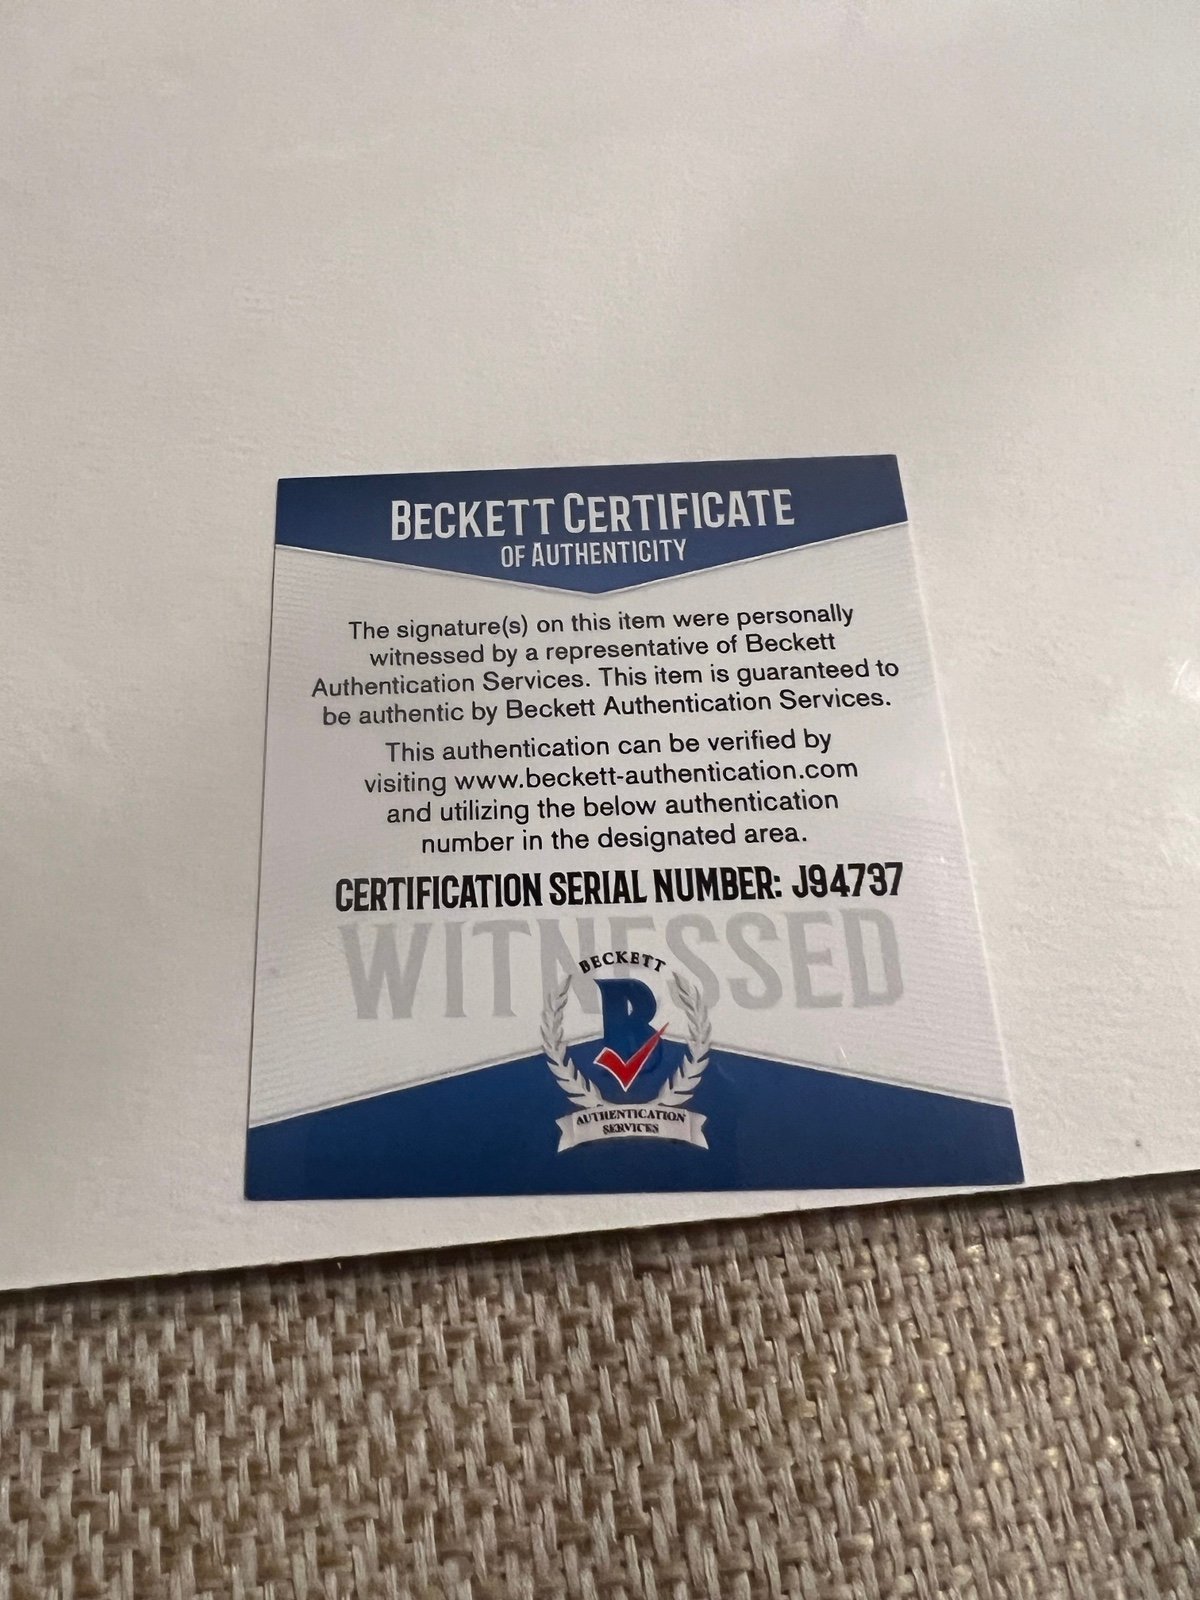 BECKETT CERTIFICATE
OF AUTHENTICITY
The signature(s) on this item were personally
witnessed by a representative of Beckett
Authentication Services. This item is guaranteed to
be authentic by Beckett Authentication Services.
This authentication can be verified by
visiting www.beckett-authentication.com
and utilizing the below authentication
number in the designated area.
CERTIFICATION SERIAL NUMBER: J94737
WITNESSED
BECKETT
B
AUTHENTICATION
SERVICES